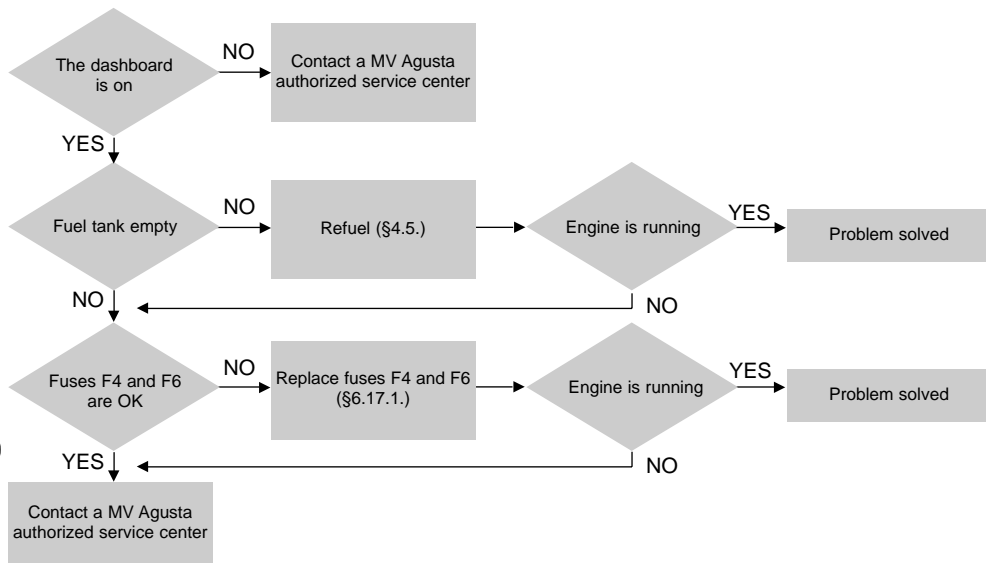 The dashboard
is on
NO
Contact a MV Agusta
authorized service center
YES
Fuel tank empty
NO
Refuel (§4.5.)
Engine is running
YES
Problem solved
NO
NO
Fuses F4 and F6
are OK
NO
Replace fuses F4 and F6
(§6.17.1.)
Engine is running
YES
Problem solved
YES
NO
Contact a MV Agusta
authorized service center